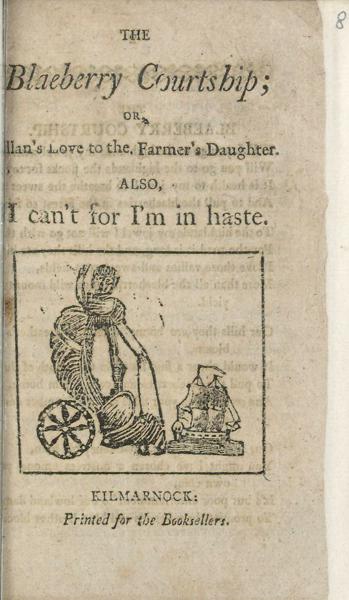 8
THE
Blaeberry Courtship;
OR,
llan's Love to the Farmer's Daughter.
ALSO,
I can't for I'm in haste.
KILMARNOCK:
Printed for the Booksellers.